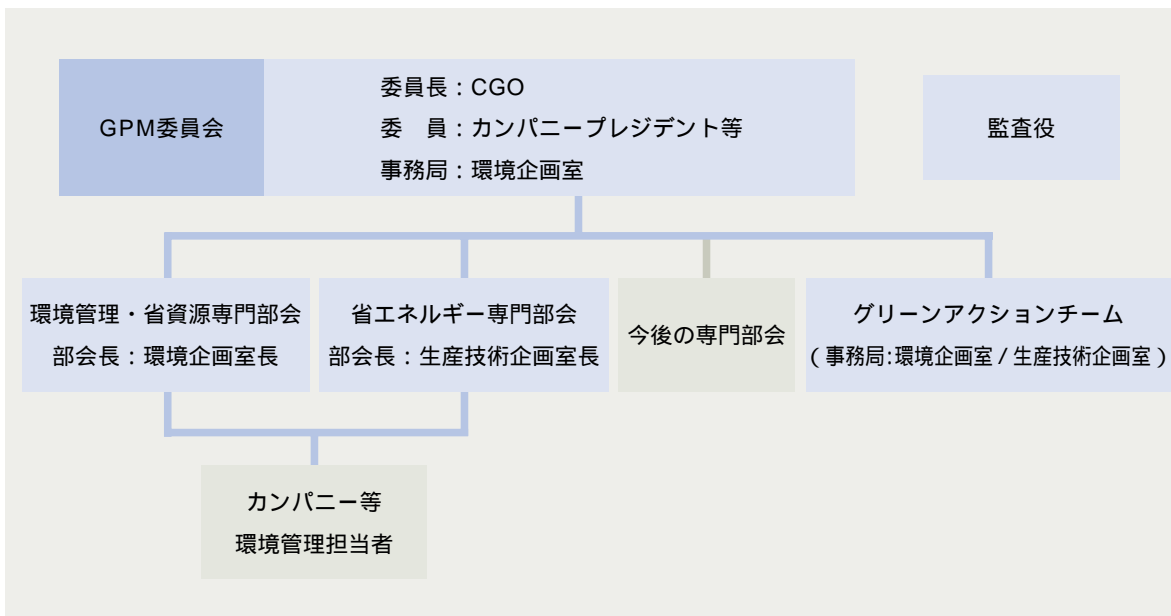 GPM委員会
委員長：CGO
委　員：カンパニープレジデント等
事務局：環境企画室
監査役
環境管理・省資源専門部会
部会長：環境企画室長
省エネルギー専門部会
部会長：生産技術企画室長
今後の専門部会
グリーンアクションチーム
（事務局:環境企画室／生産技術企画室）
カンパニー等
環境管理担当者